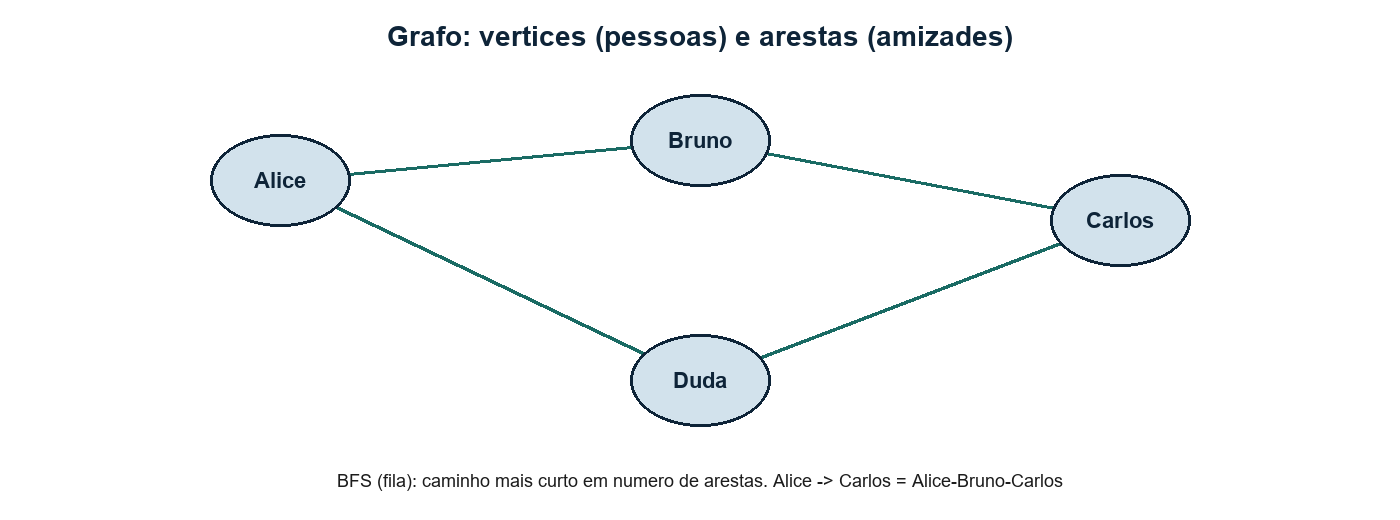 Grafo: vertices (pessoas) e arestas (amizades)
Bruno
Alice
Carlos
Duda
BFS (fila): caminho mais curto em numero de arestas. Alice -> Carlos = Alice-Bruno-Carlos